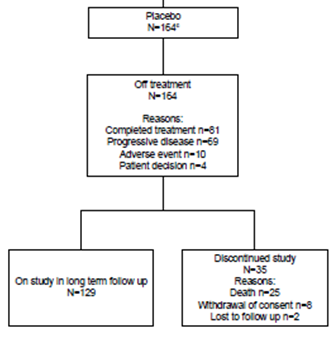 Placebo
N=164ᵃ
Off treatment
N=164
Reasons:
Completed treatment n=81
Progressive disease n=69
Adverse event n=10
Patient decision n=4
On study in long term follow up
N=129
Discontinued study
N=35
Reasons:
Death n=25
Withdrawal of consent n=8
Lost to follow up n=2